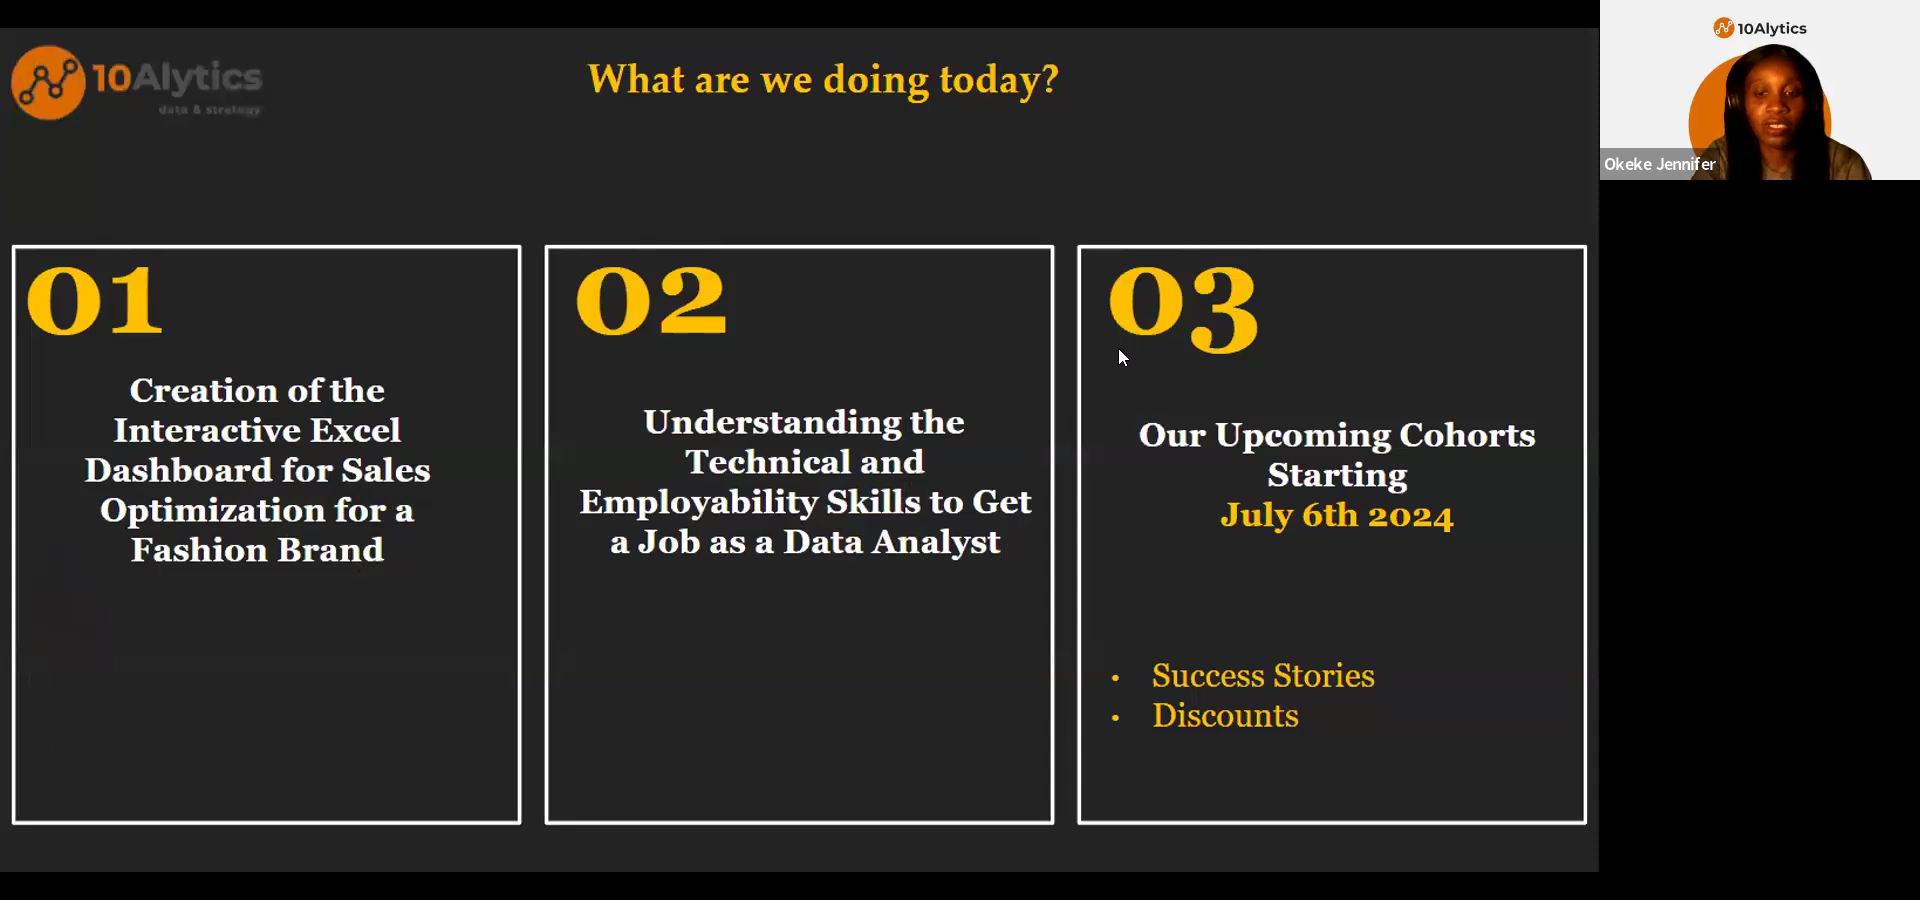 10Alytics
data & strategy
What are we doing today?
01
Creation of the
Interactive Excel
Dashboard for Sales
Optimization for a
Fashion Brand
02
Understanding the
Technical and
Employability Skills to Get
a Job as a Data Analyst
03
Our Upcoming Cohorts
Starting
July 6th 2024
• Success Stories
• Discounts
10Alytics
Okeke Jennifer